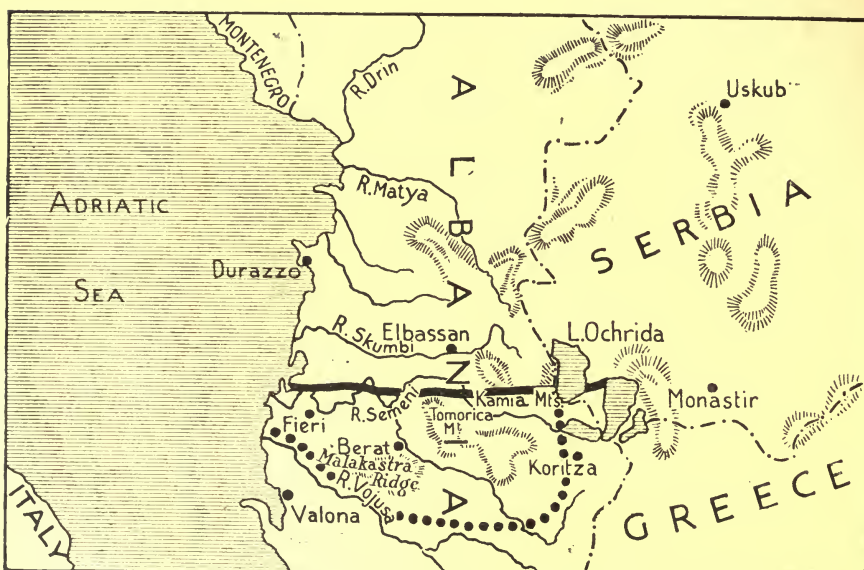 MONTENEGRO
R. Drin
ALBANIA
Uskub
R. Matya
ADRIATIC
SEA
SERBIA
Durazzo
Elbassan
R. Skumbi
L. Ochrida
Kamia Mts.
R. Semeni
Tomorica
Mt.
Monastir
Fieri
Berat
Malakastra
Ridge
R. Vojusa
Koritza
Valona
ITALY
GREECE